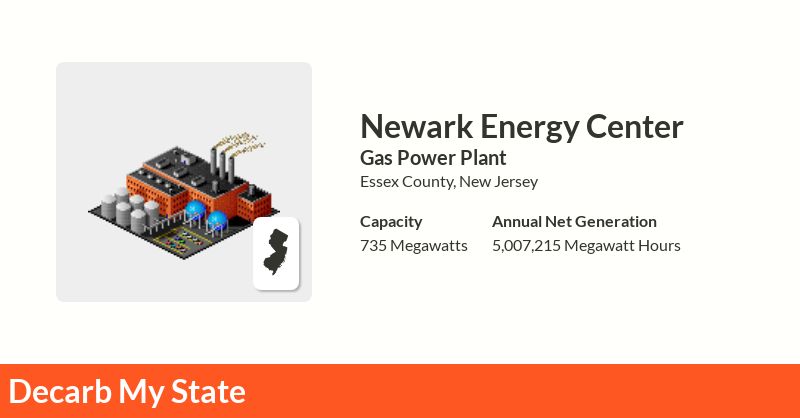 Newark Energy Center
Gas Power Plant
Essex County, New Jersey
Capacity
735 Megawatts
Annual Net Generation
5,007,215 Megawatt Hours
Decarb My State